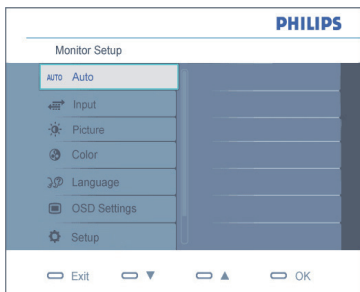 PHILIPS
Monitor Setup
AUTO Auto
Input
Picture
Color
Language
OSD Settings
Setup
Exit ▼ ▲ OK